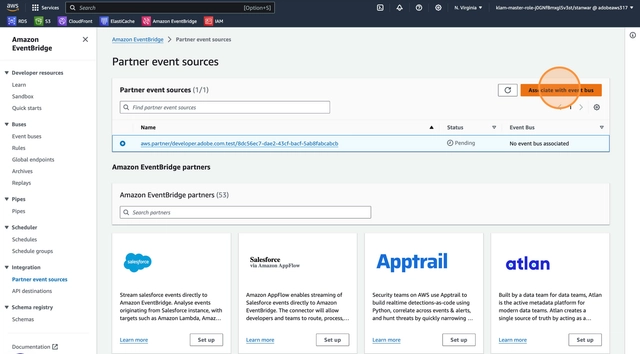 aws
Services
Search
[Option+S]
N. Virginia
RDS
S3
CloudFront
ElastiCache
Amazon EventBridge
IAM
Amazon EventBridge
Developer resources
Learn
Sandbox
Quick starts
Buses
Event buses
Rules
Global endpoints
Archives
Replays
Pipes
Pipes
Scheduler
Schedules
Schedule groups
Integration
Partner event sources
API destinations
Schema registry
Schemas
Documentation
Amazon EventBridge
Partner event sources
Partner event sources
Partner event sources (1/1)
Associate with event bus
Find partner event sources
1
Name
Status
Event Bus
aws.partner/developer.adobe.com.test/8dc56ec7-dae2-43cf-bacf-5ab8fabcabcb
Pending
No event bus associated
Amazon EventBridge partners
Amazon EventBridge partners (53)
Search partners
salesforce
Stream salesforce events directly to
Amazon EventBridge. Analyse events
originating from Salesforce instance, with
targets such as Amazon Lambda, Amaz...
Learn more
Set up
Salesforce
via Amazon AppFlow
Amazon AppFlow enables streaming of
Salesforce events directly to Amazon
EventBridge. The connector will allow
developers and teams to route, process,...
Learn more
Set up
Apptrail
Security teams on AWS use Apptrail to
build realtime detections-as-code using
Python, correlate across events & alerts,
and hunt threats by quickly narrowing ...
Learn more
Set up
atlan
Built by a data team for data teams, Atlan
is the active metadata platform for
modern data teams. Atlan creates a
single source of truth by acting as a...
Learn more
Set up